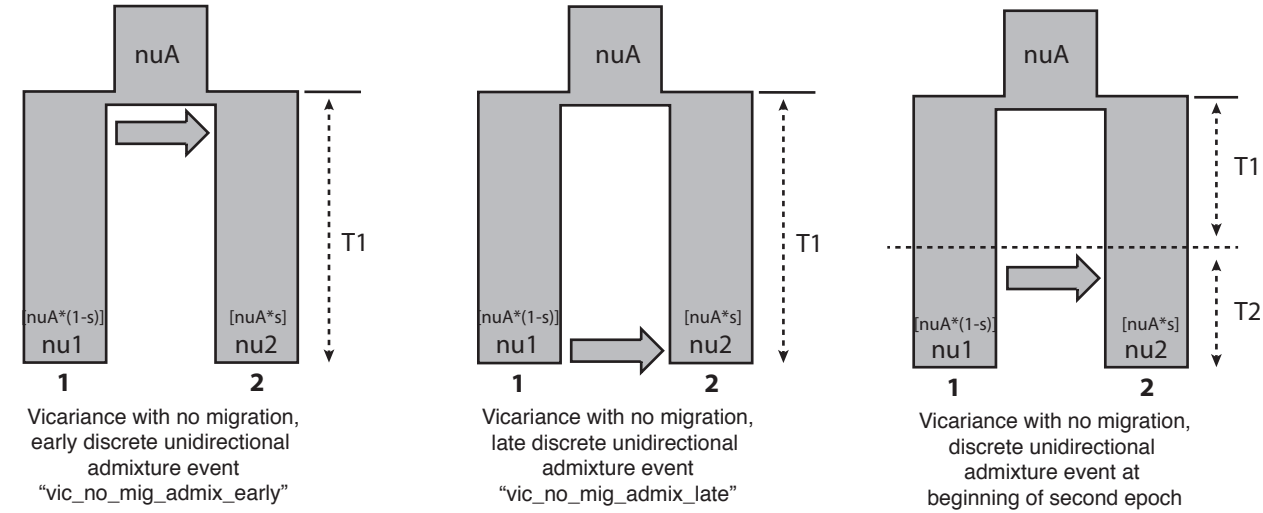 nuA
T1
[nuA*(1-s)]
nu1
[nuA*s]
nu2
1
2
Vicariance with no migration,
early discrete unidirectional
admixture event
“vic_no_mig_admix_early”
nuA
T1
[nuA*(1-s)]
nu1
[nuA*s]
nu2
1
2
Vicariance with no migration,
late discrete unidirectional
admixture event
“vic_no_mig_admix_late”
nuA
T1
T2
[nuA*(1-s)]
nu1
[nuA*s]
nu2
1
2
Vicariance with no migration,
discrete unidirectional
admixture event at
beginning of second epoch